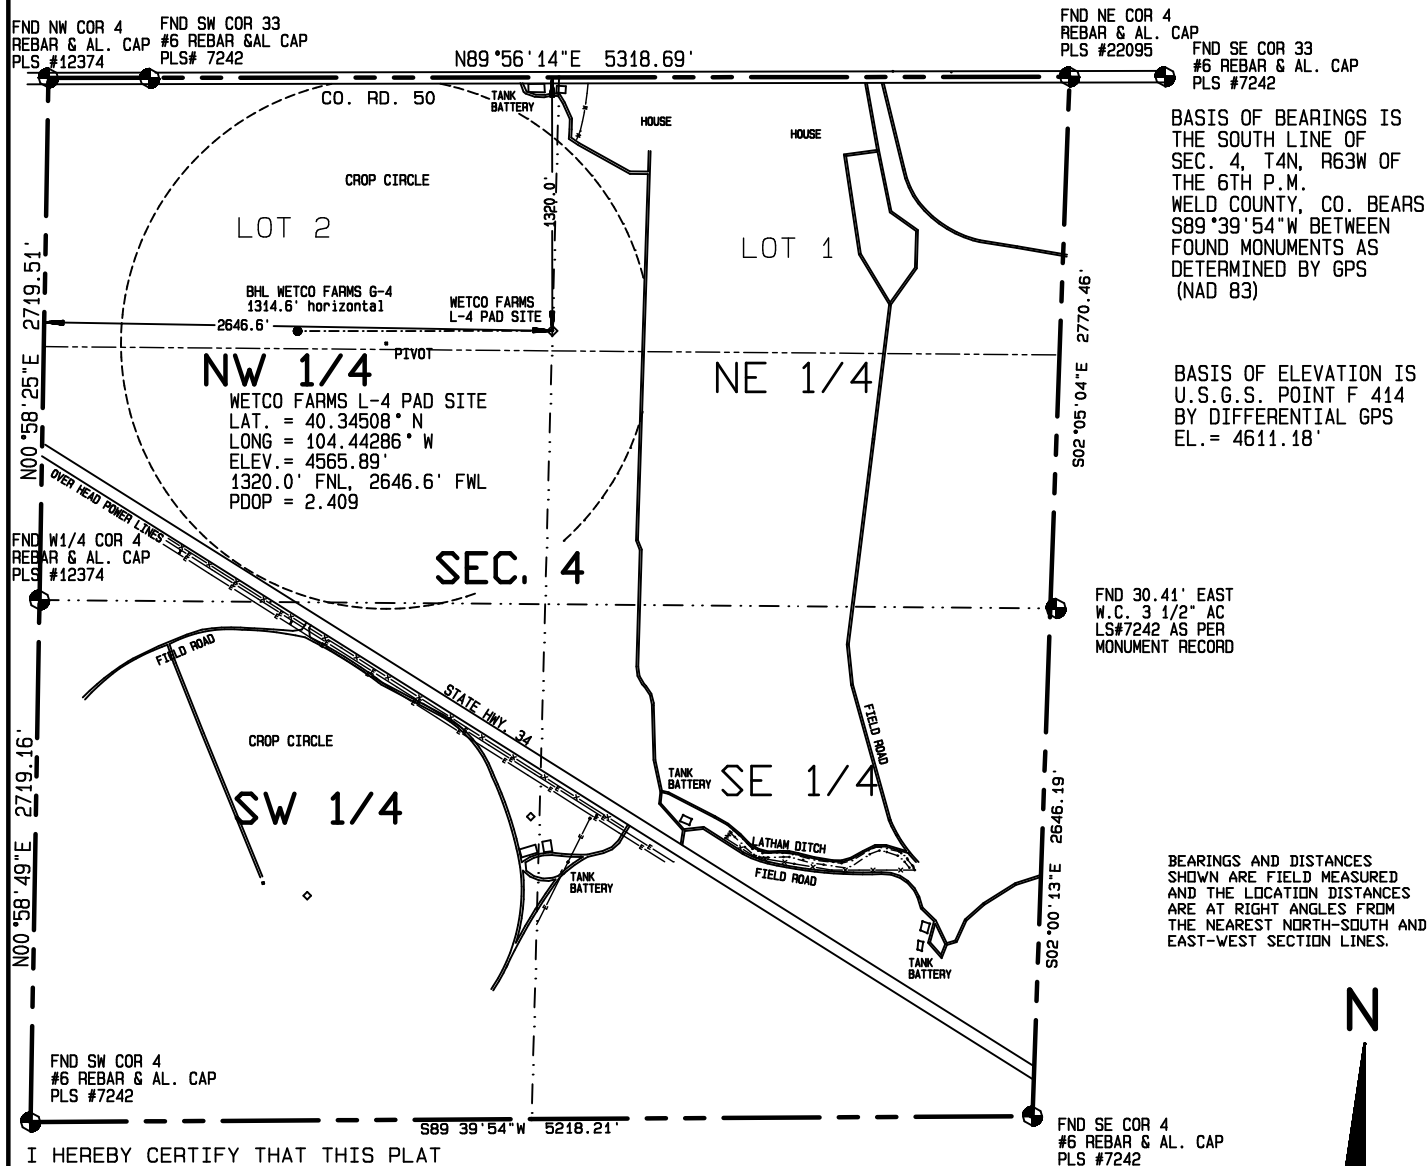 FND NW COR 4
REBAR & AL. CAP
PLS #12374
FND SW COR 33
#6 REBAR &AL CAP
PLS# 7242
N89°56'14"E 5318.69'
FND NE COR 4
REBAR & AL. CAP
PLS #22095
FND SE COR 33
#6 REBAR & AL. CAP
PLS #7242
CO. RD. 50
TANK
BATTERY
HOUSE
HOUSE
BASIS OF BEARINGS IS
THE SOUTH LINE OF
SEC. 4, T4N, R63W OF
THE 6TH P.M.
WELD COUNTY, CO. BEARS
S89°39'54"W BETWEEN
FOUND MONUMENTS AS
DETERMINED BY GPS
(NAD 83)
CROP CIRCLE
1320.0'
LOT 2
LOT 1
N00°58'25"E 2719.51'
S02°05'04"E 2770.46'
BHL WETCO FARMS G-4
1314.6' horizontal
WETCO FARMS
L-4 PAD SITE
2646.6'
PIVOT
NW 1/4
NE 1/4
WETCO FARMS L-4 PAD SITE
LAT. = 40.34508° N
LONG = 104.44286° W
ELEV.= 4565.89'
1320.0' FNL, 2646.6' FWL
PDOP = 2.409
BASIS OF ELEVATION IS
U.S.G.S. POINT F 414
BY DIFFERENTIAL GPS
EL.= 4611.18'
OVER HEAD POWER LINES
FND W1/4 COR 4
REBAR & AL. CAP
PLS #12374
SEC. 4
FND 30.41' EAST
W.C. 3 1/2" AC
LS#7242 AS PER
MONUMENT RECORD
FIELD ROAD
STATE HWY. 34
FIELD ROAD
CROP CIRCLE
N00°58'49"E 2719.16'
S02°00'13"E 2646.19'
TANK
BATTERY
SE 1/4
SW 1/4
LATHAM DITCH
FIELD ROAD
TANK
BATTERY
TANK
BATTERY
BEARINGS AND DISTANCES
SHOWN ARE FIELD MEASURED
AND THE LOCATION DISTANCES
ARE AT RIGHT ANGLES FROM
THE NEAREST NORTH-SOUTH AND
EAST-WEST SECTION LINES.
N
FND SW COR 4
#6 REBAR & AL. CAP
PLS #7242
S89 39'54"W 5218.21'
FND SE COR 4
#6 REBAR & AL. CAP
PLS #7242
I HEREBY CERTIFY THAT THIS PLAT